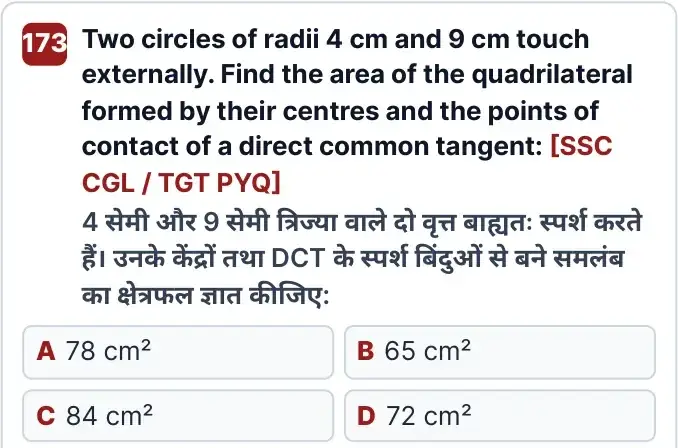 173 Two circles of radii 4 cm and 9 cm touch
externally. Find the area of the quadrilateral
formed by their centres and the points of
contact of a direct common tangent: [SSC
CGL / TGT PYQ]
4 सेमी और 9 सेमी त्रिज्या वाले दो वृत्त बाह्यतः स्पर्श करते
हैं। उनके केंद्रों तथा DCT के स्पर्श बिंदुओं से बने समलंब
का क्षेत्रफल ज्ञात कीजिए:
A 78 cm² B 65 cm²
C 84 cm² D 72 cm²